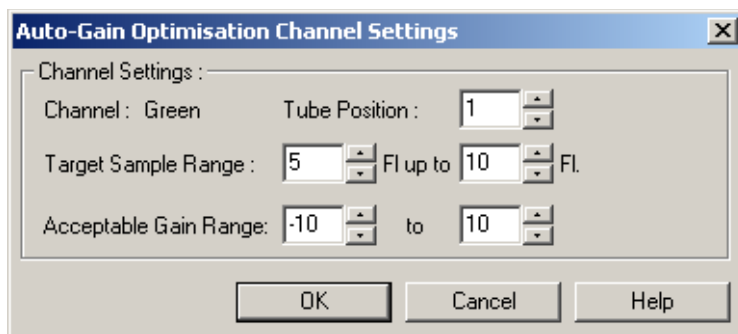 Auto-Gain Optimisation Channel Settings
Channel Settings :
Channel : Green Tube Position : 1
Target Sample Range : 5 Fl up to 10 Fl.
Acceptable Gain Range: -10 to 10
OK Cancel Help